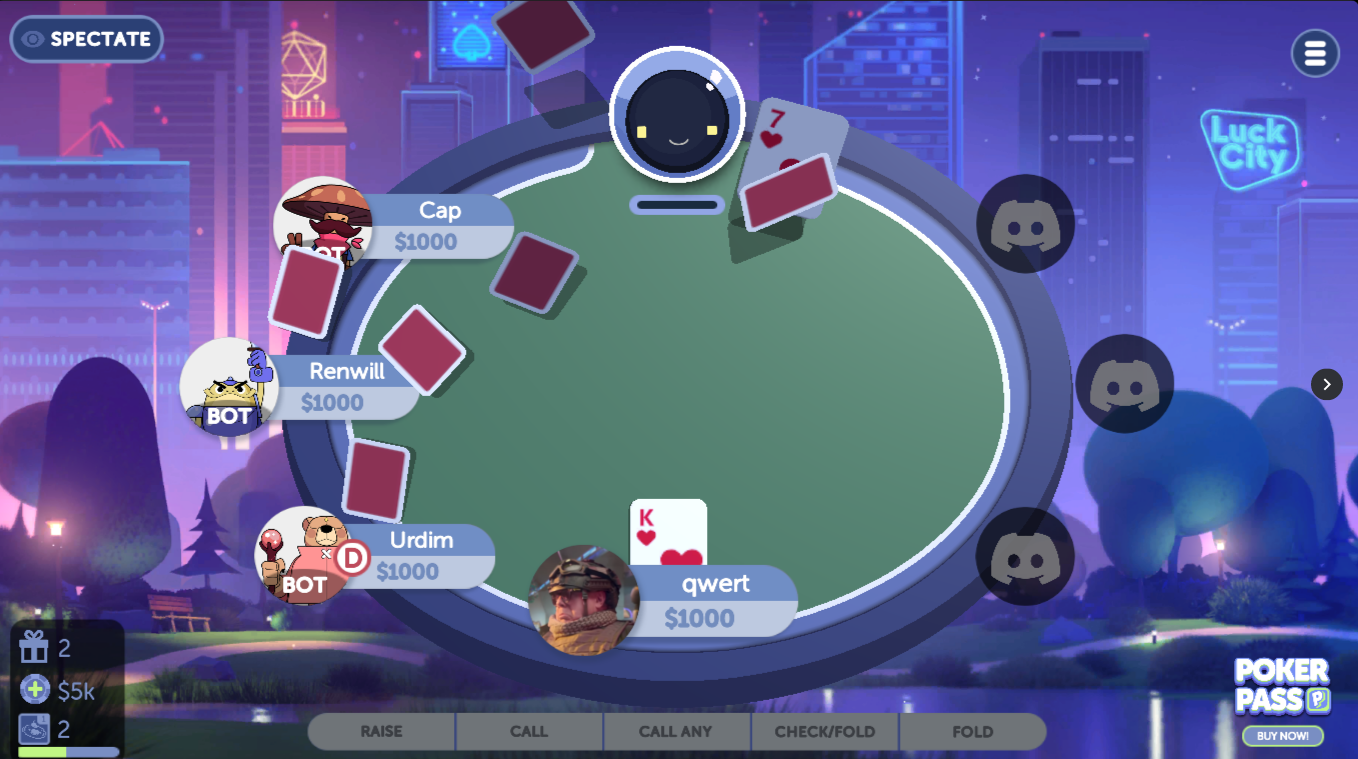 SPECTATE
7
Luck
City
Cap
$1000
Renwill
$1000
BOT
K
Urdim
D
$1000
BOT
qwert
$1000
2
$5k
2
POKER
PASS P
BUY NOW!
RAISE
CALL
CALL ANY
CHECK/FOLD
FOLD